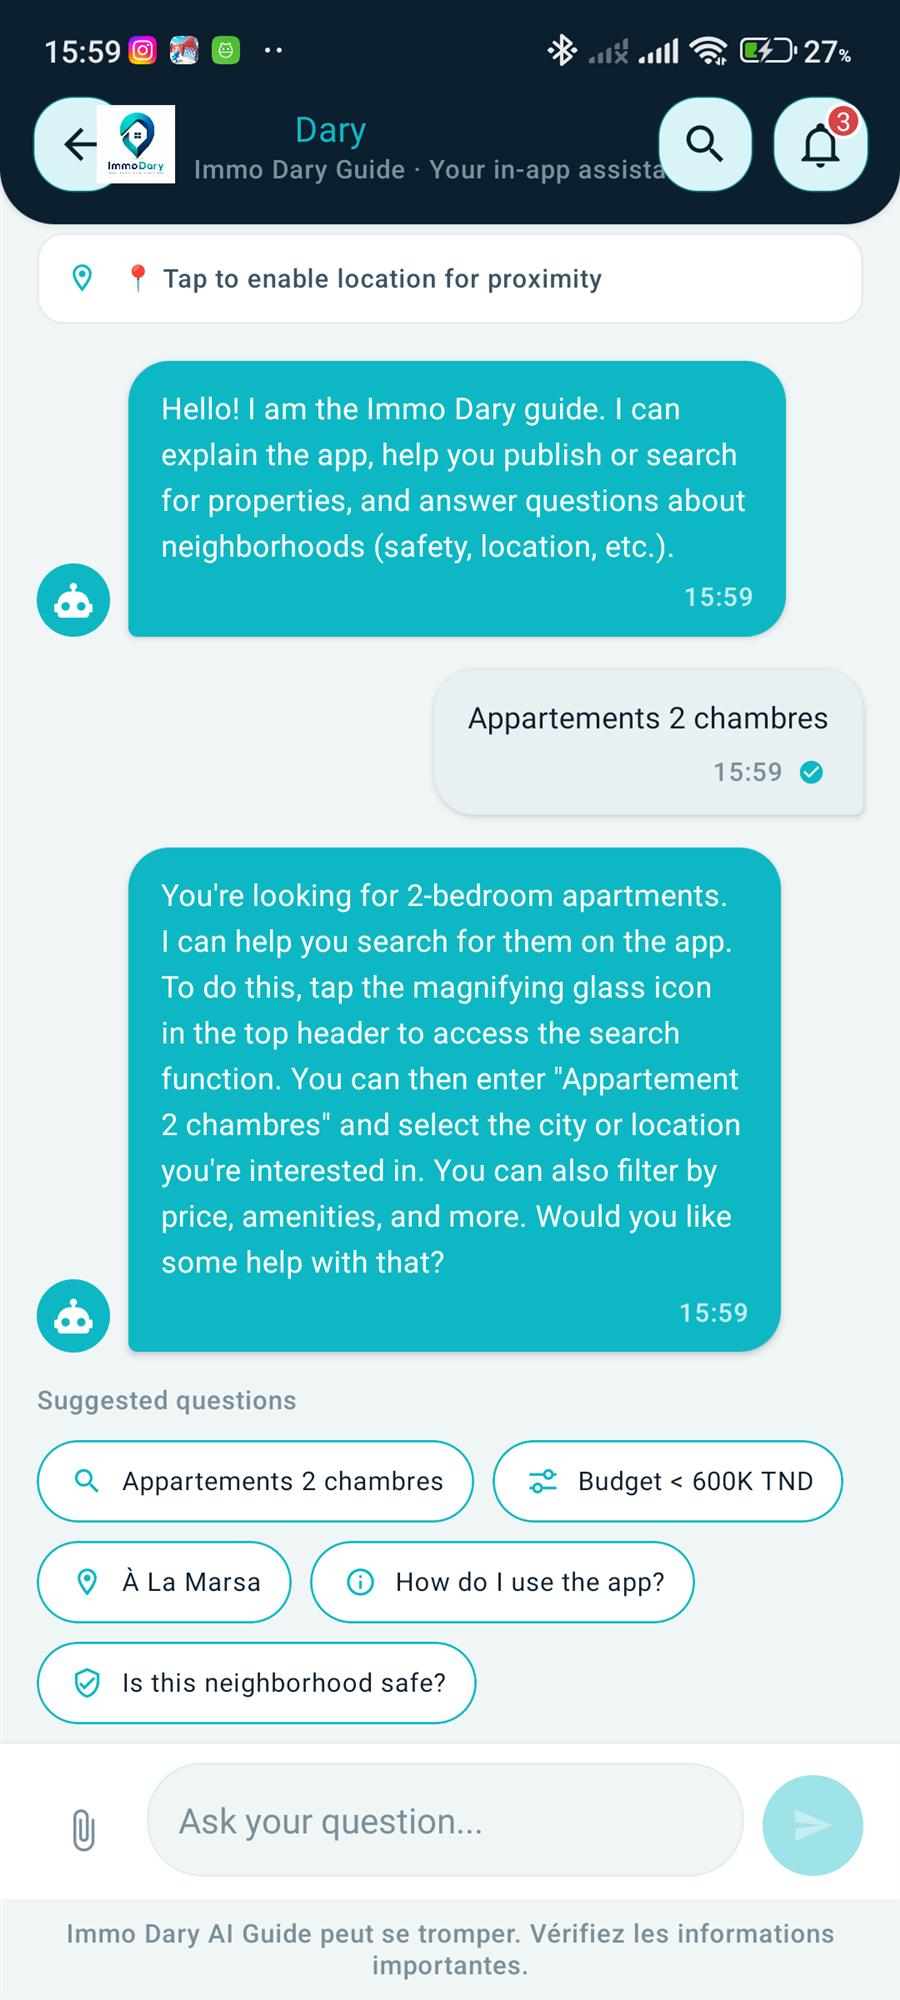 15:59
27%
ImmoDary
Dary
Immo Dary Guide · Your in-app assista
3
📍 Tap to enable location for proximity
Hello! I am the Immo Dary guide. I can
explain the app, help you publish or search
for properties, and answer questions about
neighborhoods (safety, location, etc.).
15:59
Appartements 2 chambres
15:59
You're looking for 2-bedroom apartments.
I can help you search for them on the app.
To do this, tap the magnifying glass icon
in the top header to access the search
function. You can then enter "Appartement
2 chambres" and select the city or location
you're interested in. You can also filter by
price, amenities, and more. Would you like
some help with that?
15:59
Suggested questions
Appartements 2 chambres
Budget < 600K TND
À La Marsa
How do I use the app?
Is this neighborhood safe?
Ask your question...
Immo Dary AI Guide peut se tromper. Vérifiez les informations
importantes.